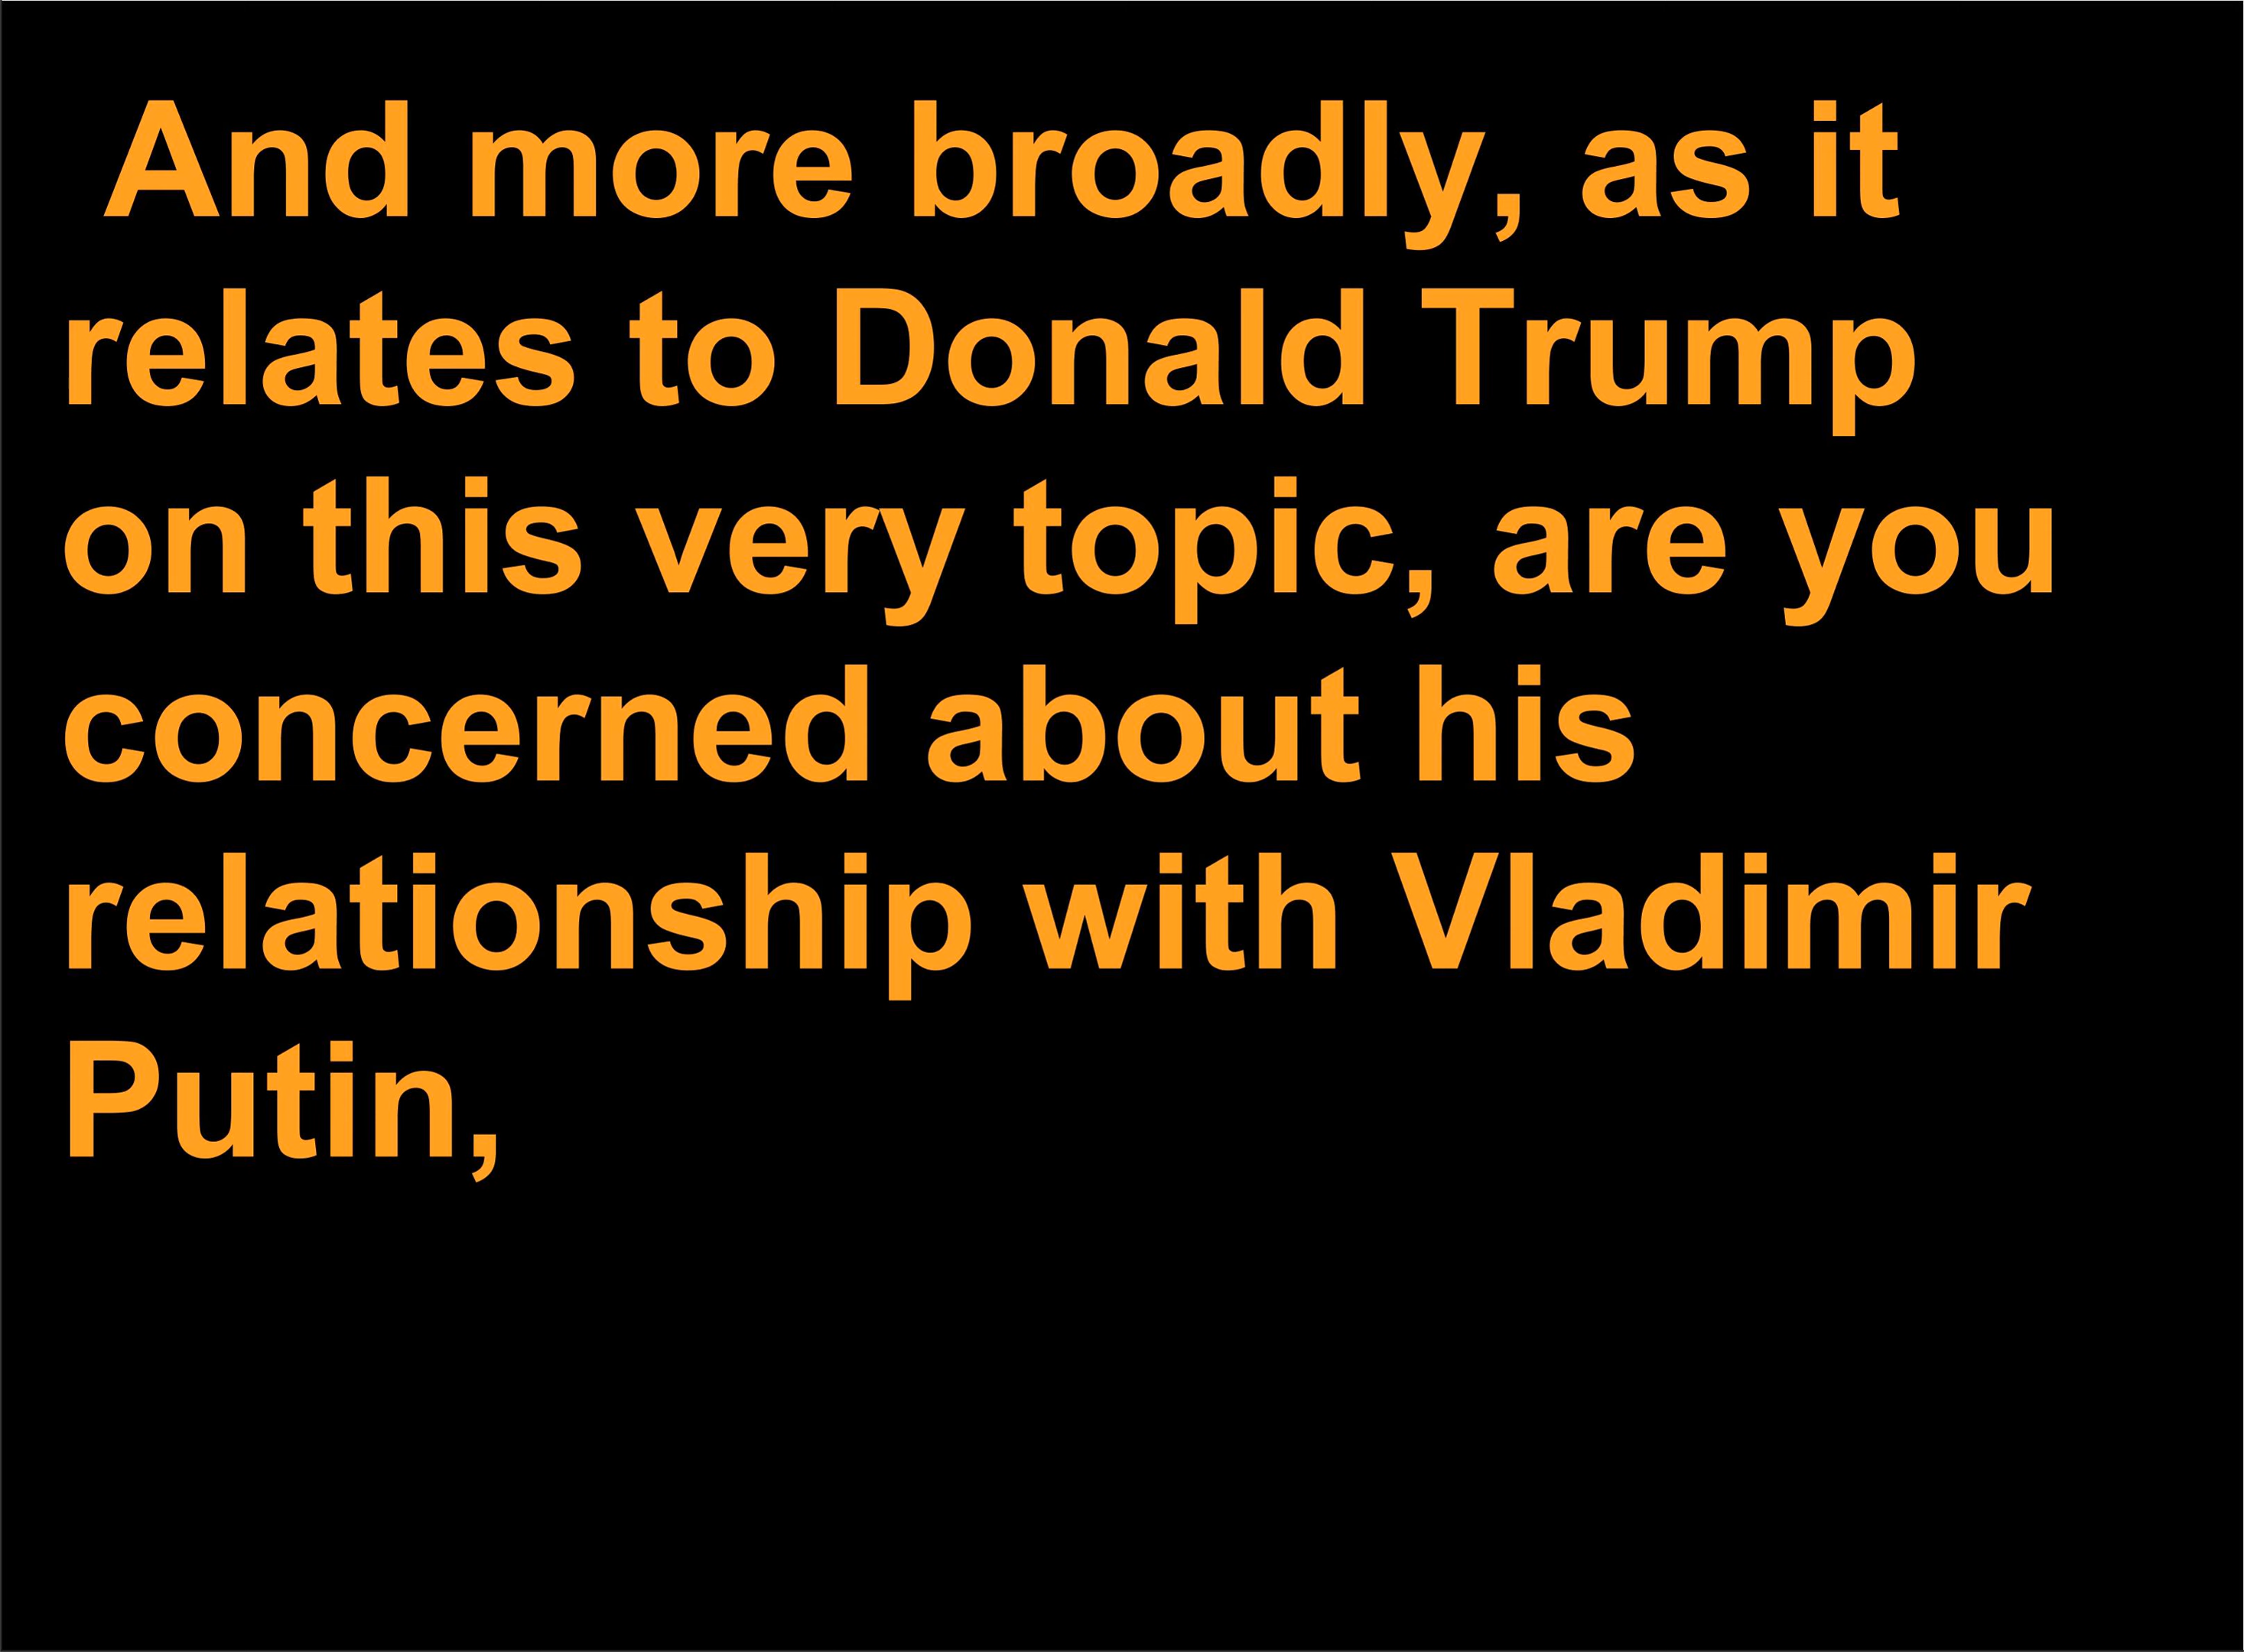 And more broadly, as it
relates to Donald Trump
on this very topic, are you
concerned about his
relationship with Vladimir
Putin,